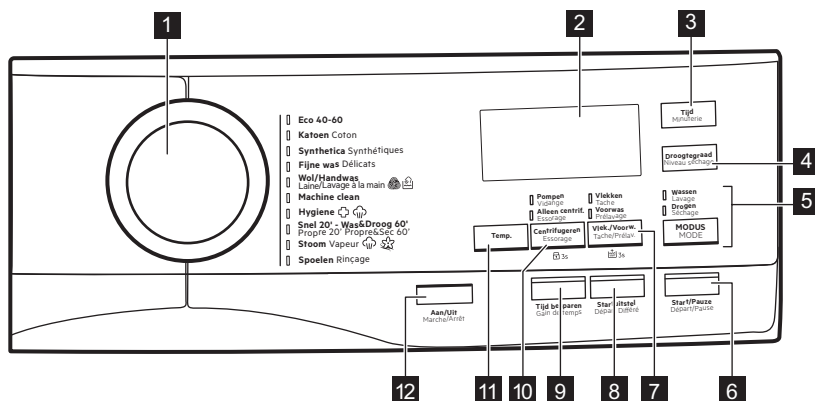 1
2
3
Eco 40-60
Katoen Coton
Synthetica Synthétiques
Fijne was Délicats
Wol/Handwas
Laine/Lavage à la main
Machine clean
Hygiene
Snel 20' - Was&Droog 60'
Propre 20' Propre&Sec 60'
Stoom Vapeur
Spoelen Rinçage
Tijd
Minuterie
Droogtegraad
Niveau séchage
4
Pompen
Vidange
Alleen centrif.
Essorage
Vlekken
Tache
Voorwas
Prélavage
Wassen
Lavage
Drogen
Séchage
5
Temp.
Centrifugeren
Essorage
Vlek./Voorw.
Tache/Prélav.
MODUS
MODE
3s
3s
Aan/Uit
Marche/Arrêt
Tijd besparen
Gain de temps
Startuitstel
Départ Différé
Start/Pauze
Départ/Pause
12
11
10
9
8
7
6